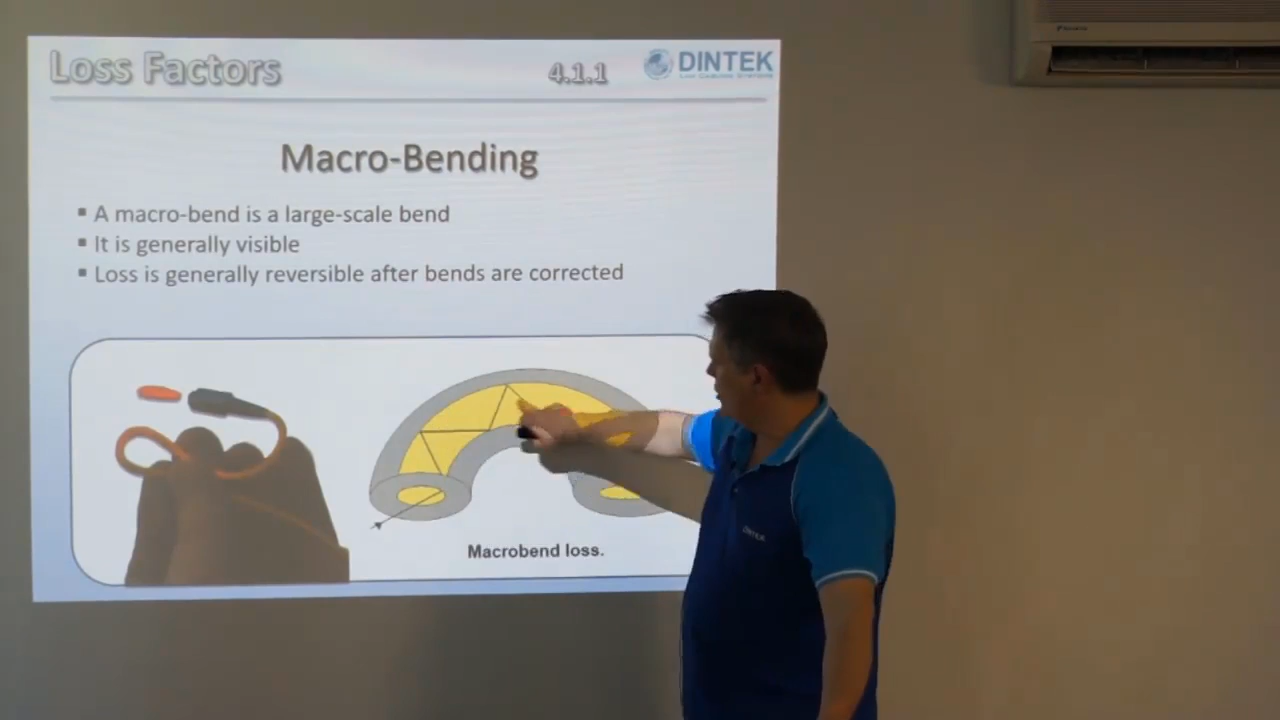 Loss Factors
4.1.1
DINTEK
Macro-Bending
▪ A macro-bend is a large-scale bend
▪ It is generally visible
▪ Loss is generally reversible after bends are corrected
Macrobend loss.
DINTEK